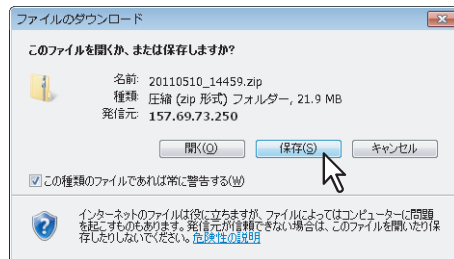 ファイルのダウンロード
このファイルを開くか、または保存しますか?
名前: 20110510_14459.zip
種類: 圧縮 (zip 形式) フォルダー, 21.9 MB
発信元: 157.69.73.250
開く(O) 保存(S) キャンセル
この種類のファイルであれば常に警告する(W)
インターネットのファイルは役に立ちますが、ファイルによってはコンピューターに問題
を起こすものもあります。発信元が信頼できない場合は、このファイルを開いたり保
存したりしないでください。危険性の説明